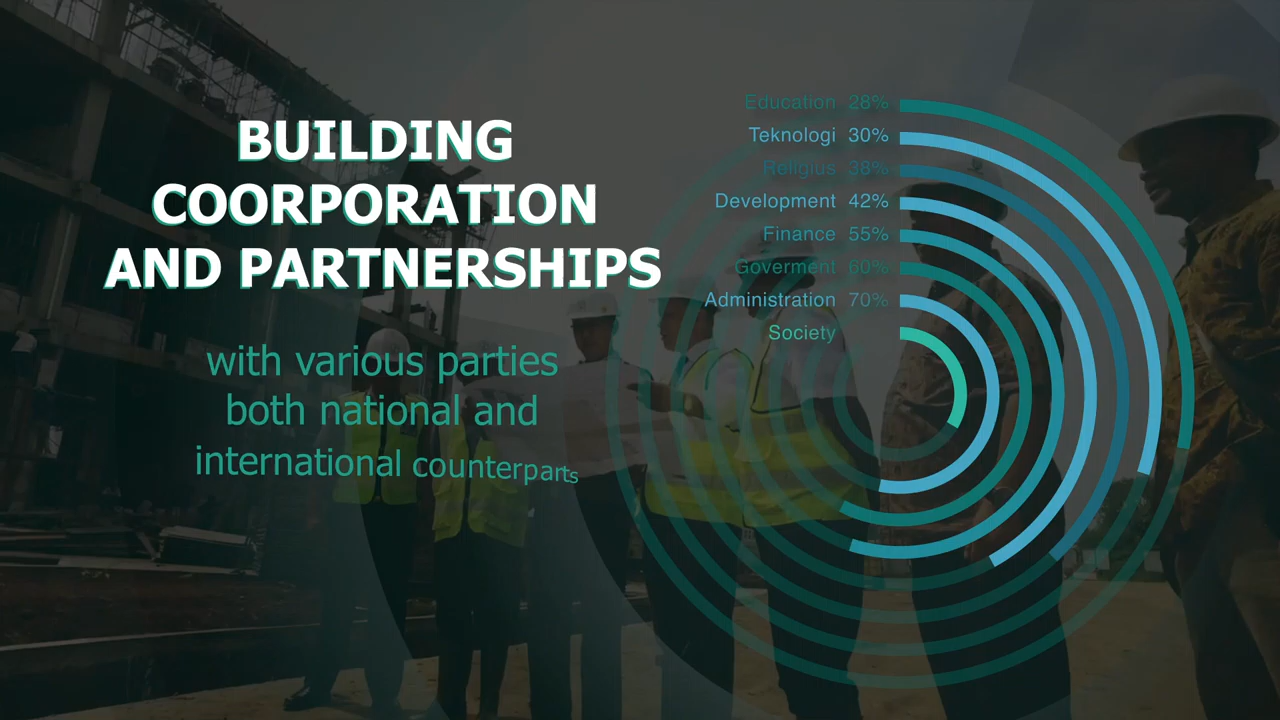 BUILDING
COORPORATION
AND PARTNERSHIPS
with various parties
both national and
international counterparts
Education 28%
Teknologi 30%
Religius 38%
Development 42%
Finance 55%
Goverment 60%
Administration 70%
Society